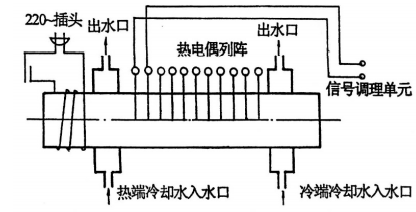 220~插头
出水口
热电偶列阵
出水口
信号调理单元
热端冷却水入水口
冷端冷却水入水口